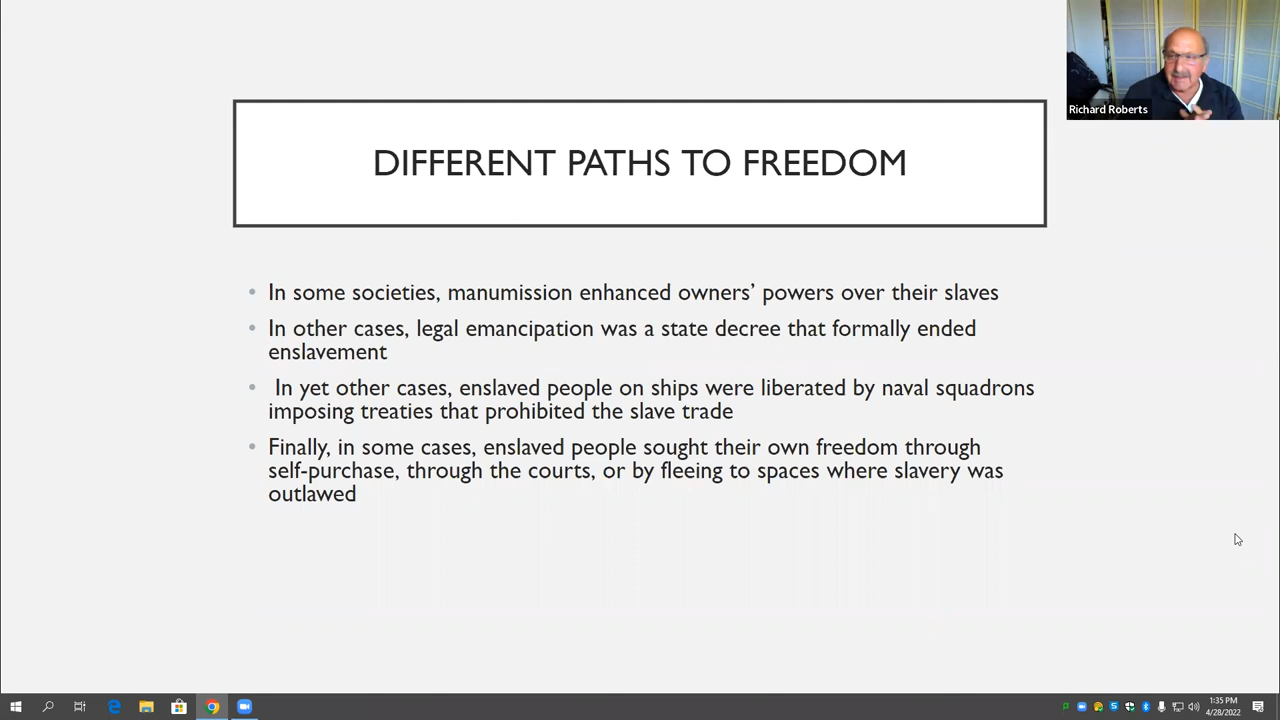 Richard Roberts
DIFFERENT PATHS TO FREEDOM
• In some societies, manumission enhanced owners’ powers over their slaves
• In other cases, legal emancipation was a state decree that formally ended
enslavement
• In yet other cases, enslaved people on ships were liberated by naval squadrons
imposing treaties that prohibited the slave trade
• Finally, in some cases, enslaved people sought their own freedom through
self-purchase, through the courts, or by fleeing to spaces where slavery was
outlawed
1:35 PM
4/28/2022